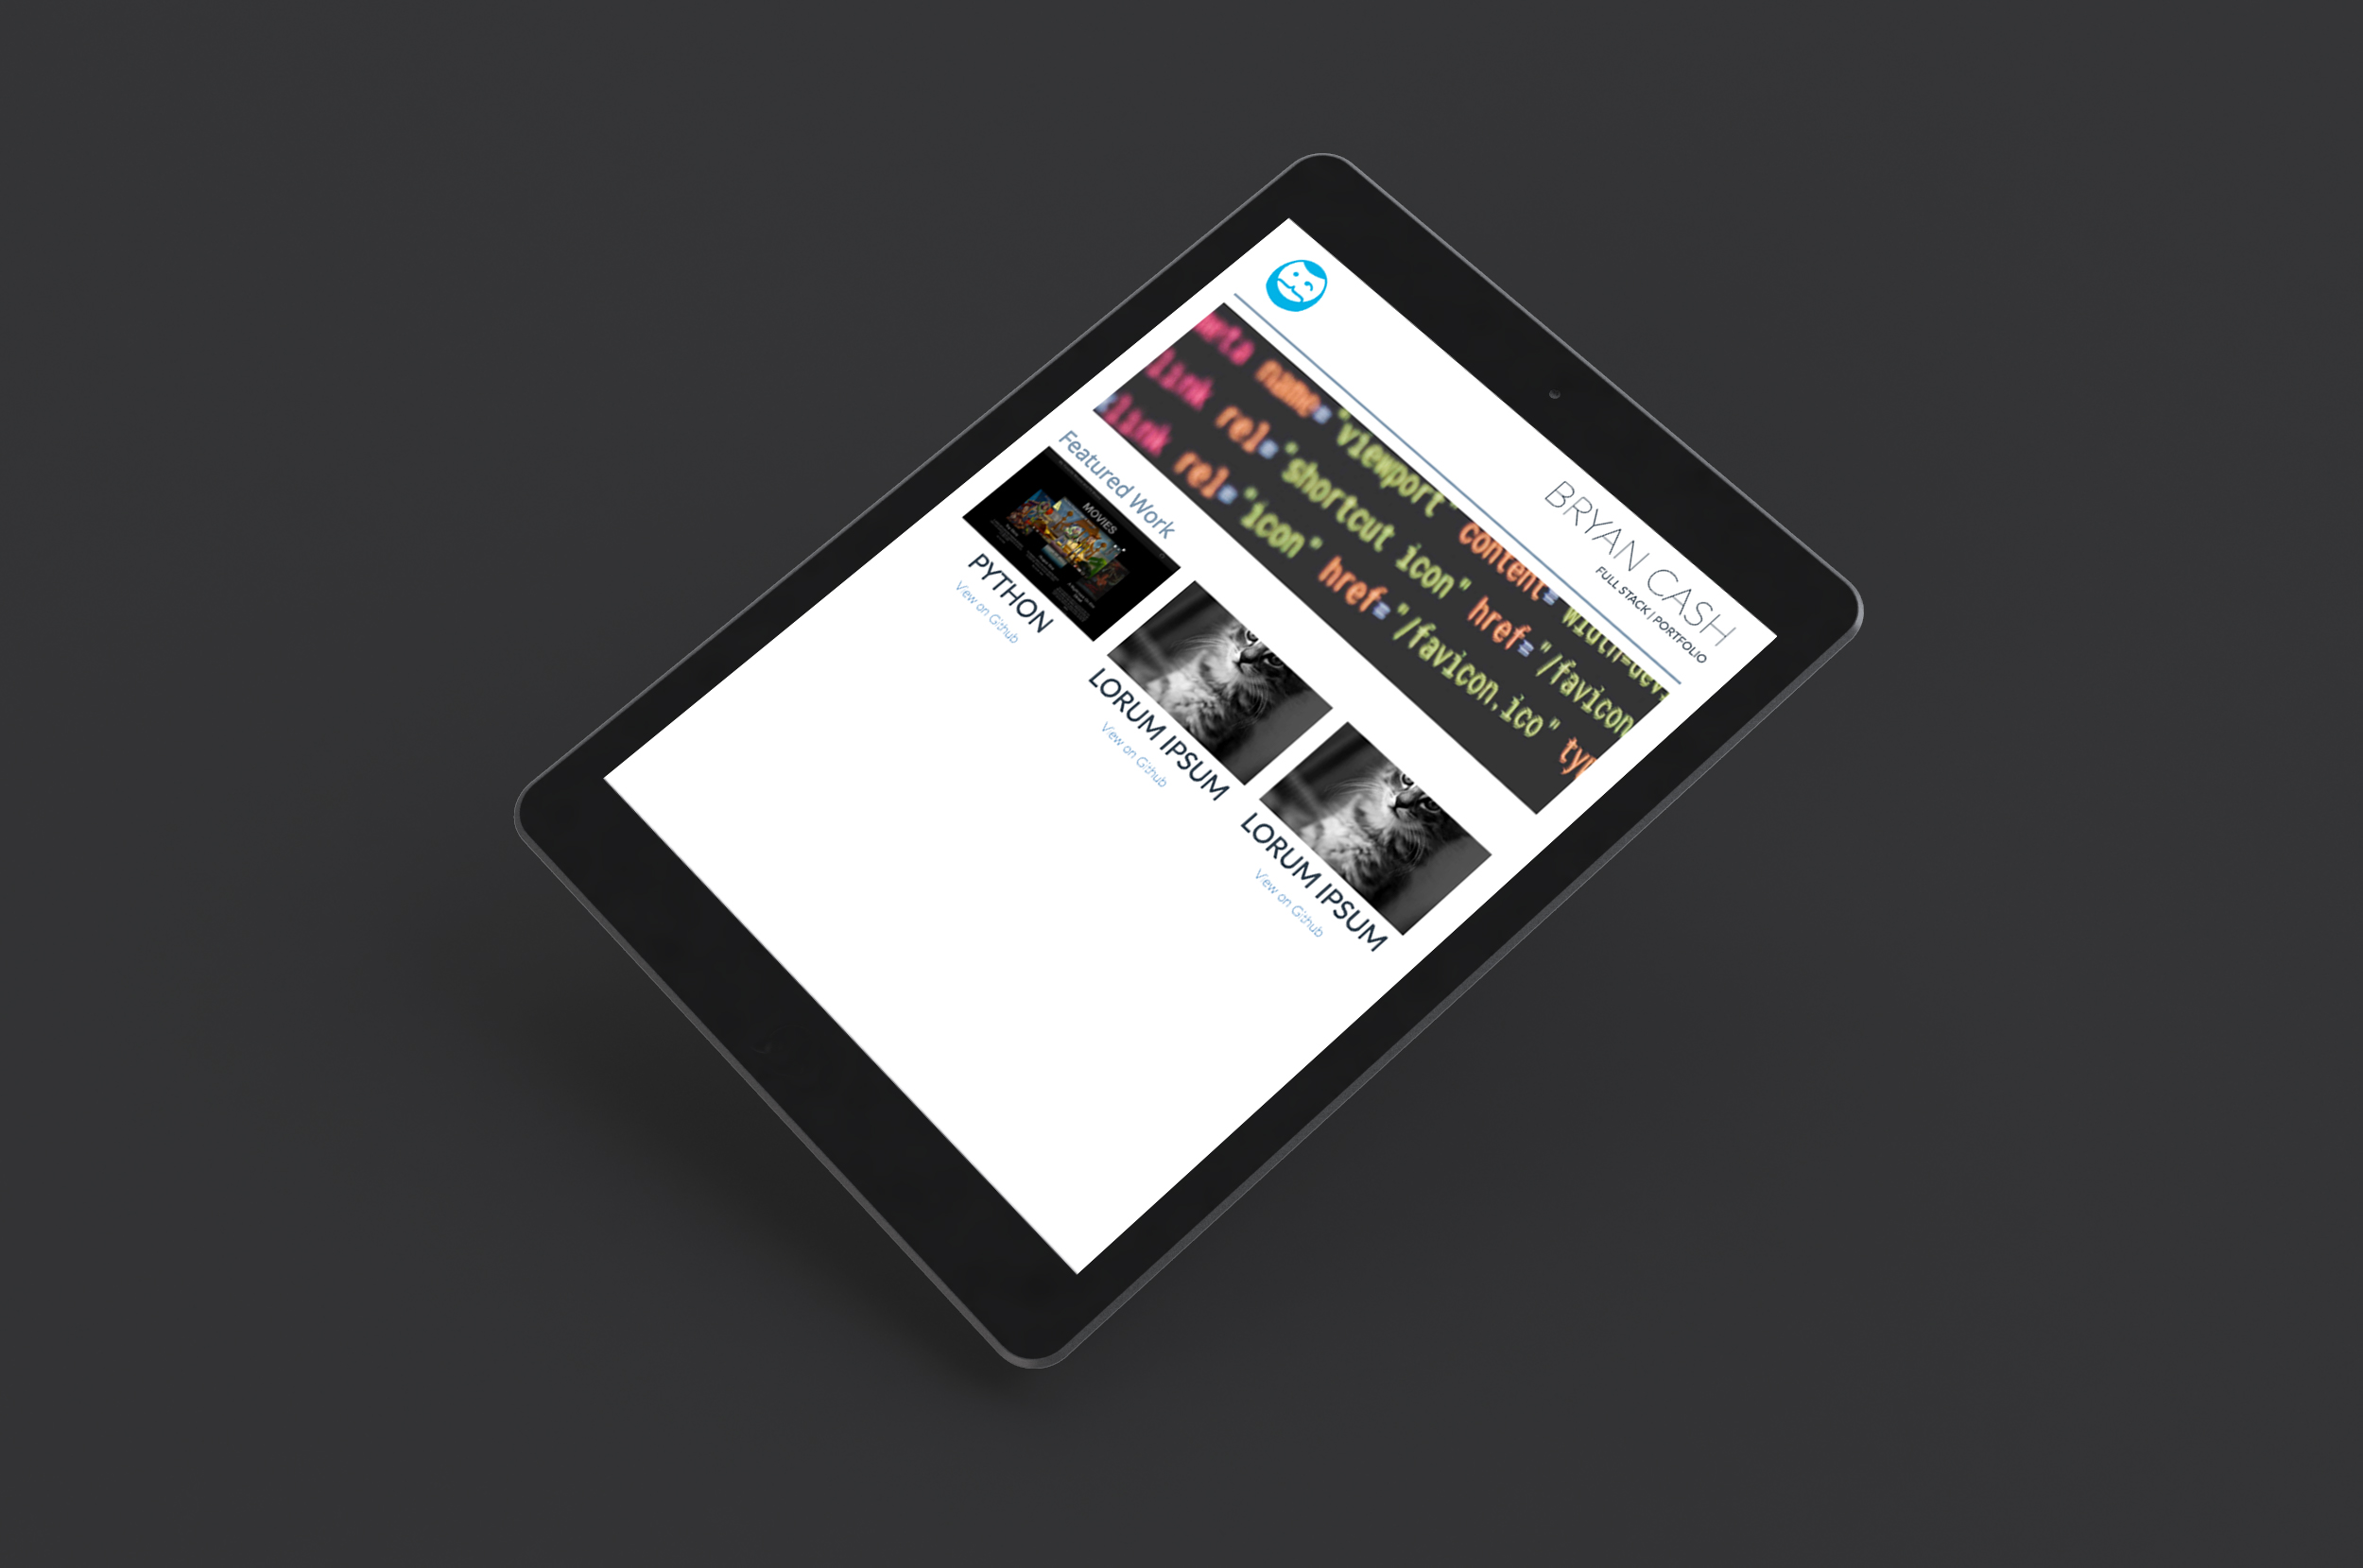 BRYAN CASH
FULL STACK | PORTFOLIO
meta name="viewport" content="width=dev
link rel="shortcut icon" href="/favicon
<link rel="icon" href="/favicon.ico" typ
Featured Work
MOVIES
PYTHON
View on Github
LORUM IPSUM
View on Github
LORUM IPSUM
View on Github